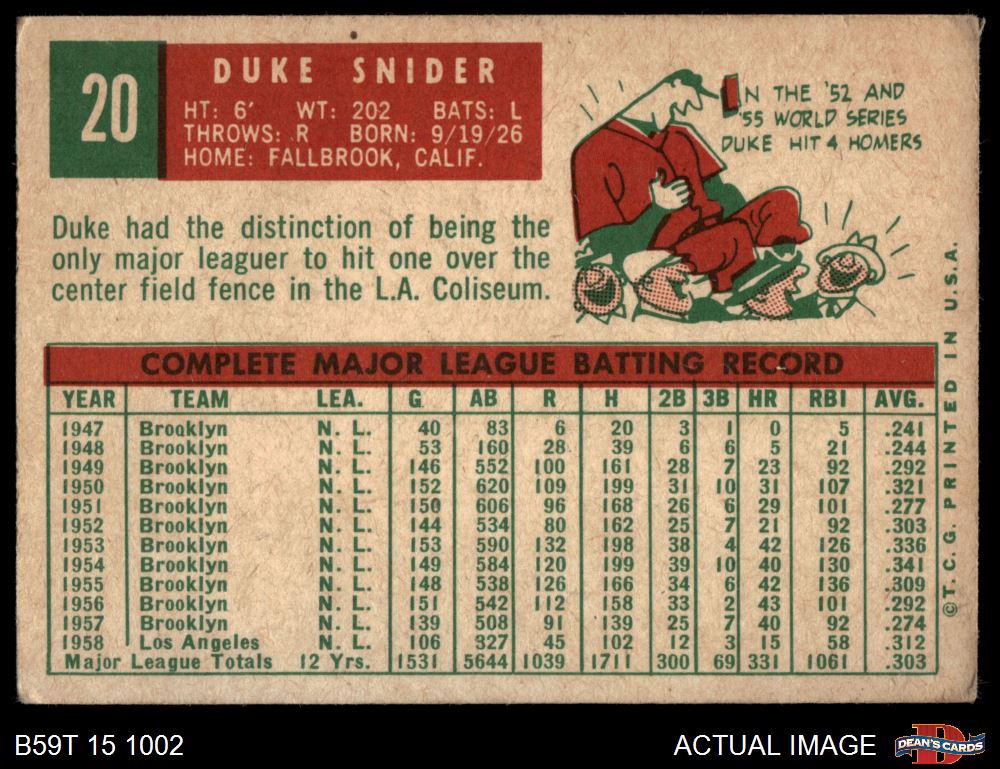 20
DUKE SNIDER
HT: 6' WT: 202 BATS: L
THROWS: R BORN: 9/19/26
HOME: FALLBROOK, CALIF.
IN THE '52 AND
'55 WORLD SERIES
DUKE HIT 4 HOMERS
Duke had the distinction of being the
only major leaguer to hit one over the
center field fence in the L.A. Coliseum.
COMPLETE MAJOR LEAGUE BATTING RECORD
YEAR TEAM LEA. G AB R H 2B 3B HR RBI AVG.
1947 Brooklyn N. L. 40 83 6 20 3 1 0 5 .241
1948 Brooklyn N. L. 53 160 28 39 6 6 5 21 .244
1949 Brooklyn N. L. 146 552 100 161 28 7 23 92 .292
1950 Brooklyn N. L. 152 620 109 199 31 10 31 107 .321
1951 Brooklyn N. L. 150 606 96 168 26 6 29 101 .277
1952 Brooklyn N. L. 144 534 80 162 25 7 21 92 .303
1953 Brooklyn N. L. 153 590 132 198 38 4 42 126 .336
1954 Brooklyn N. L. 149 584 120 199 39 10 40 130 .341
1955 Brooklyn N. L. 148 538 126 166 34 6 42 136 .309
1956 Brooklyn N. L. 151 542 112 158 33 2 43 101 .292
1957 Brooklyn N. L. 139 508 91 139 25 7 40 92 .274
1958 Los Angeles N. L. 106 327 45 102 12 3 15 58 .312
Major League Totals 12 Yrs. 1531 5644 1039 1711 300 69 331 1061 .303
©T. C. G. PRINTED IN U.S.A.
B59T 15 1002
ACTUAL IMAGE
D
DEAN'S CARDS